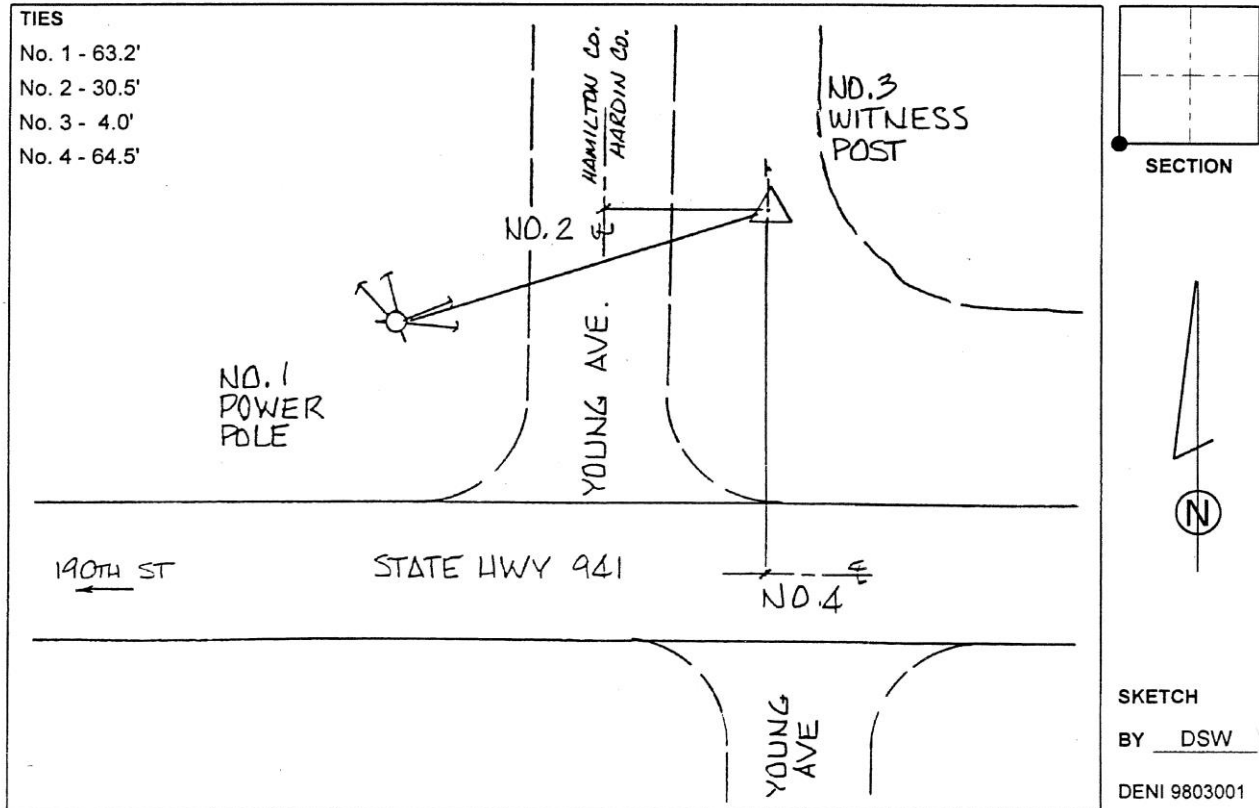 TIES
No. 1 - 63.2'
No. 2 - 30.5'
No. 3 - 4.0'
No. 4 - 64.5'
HAMILTON CO.
HARDIN CO.
NO.3
WITNESS
POST
SECTION
NO.2 ℄
NO.1
POWER
POLE
YOUNG AVE.
N
190TH ST
STATE HWY 941
℄
NO.4
YOUNG
AVE
SKETCH
BY DSW
DENI 9803001